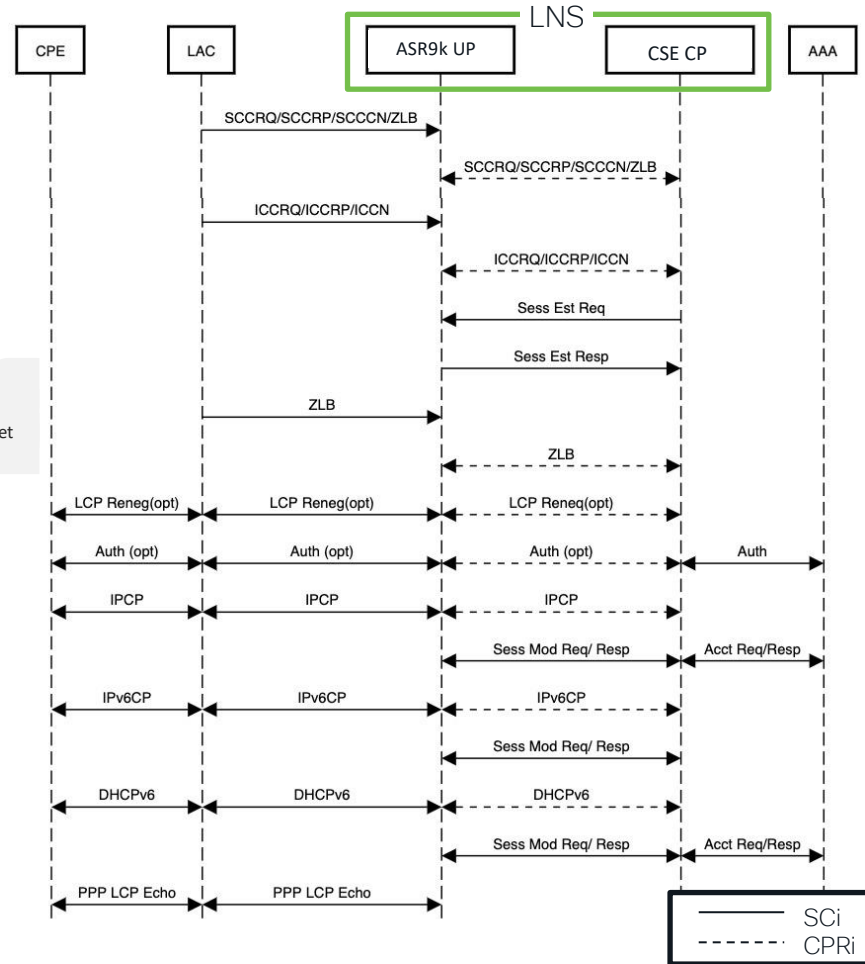 LNS
CPE
LAC
ASR9k UP
CSE CP
AAA
SCCRQ/SCCRP/SCCCN/ZLB
SCCRQ/SCCRP/SCCCN/ZLB
ICCRQ/ICCRP/ICCN
ICCRQ/ICCRP/ICCN
Sess Est Req
Sess Est Resp
ZLB
et
ZLB
LCP Reneg(opt) LCP Reneg(opt) LCP Reneq(opt)
Auth (opt) Auth (opt) Auth (opt) Auth
IPCP IPCP IPCP
Sess Mod Req/ Resp Acct Req/Resp
IPv6CP IPv6CP IPv6CP
Sess Mod Req/ Resp
DHCPv6 DHCPv6 DHCPv6
Sess Mod Req/ Resp Acct Req/Resp
PPP LCP Echo PPP LCP Echo
SCi
CPRi